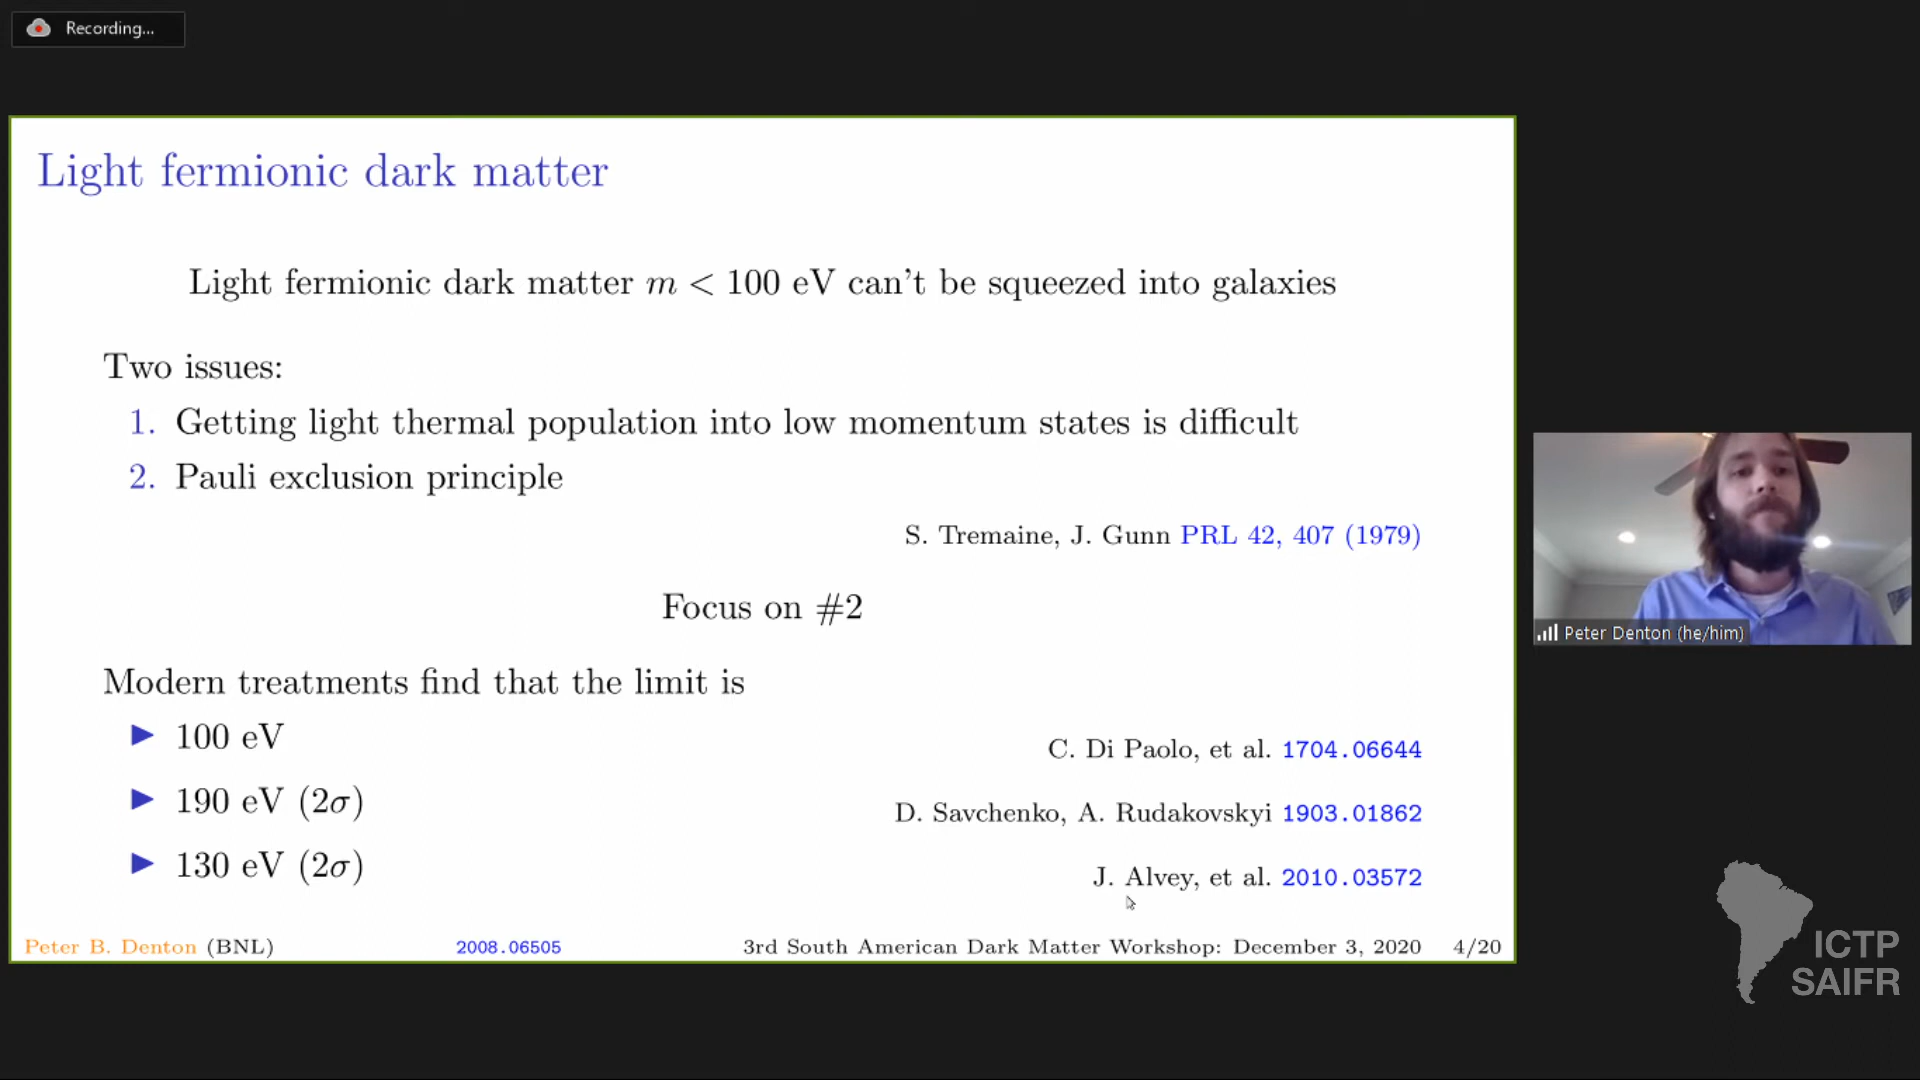 Recording...
Light fermionic dark matter
Light fermionic dark matter m < 100 eV can't be squeezed into galaxies
Two issues:
1. Getting light thermal population into low momentum states is difficult
2. Pauli exclusion principle
S. Tremaine, J. Gunn PRL 42, 407 (1979)
Focus on #2
Modern treatments find that the limit is
▶ 100 eV
C. Di Paolo, et al. 1704.06644
▶ 190 eV (2σ)
D. Savchenko, A. Rudakovskyi 1903.01862
▶ 130 eV (2σ)
J. Alvey, et al. 2010.03572
Peter B. Denton (BNL) 2008.06505 3rd South American Dark Matter Workshop: December 3, 2020 4/20
Peter Denton (he/him)
ICTP
SAIFR